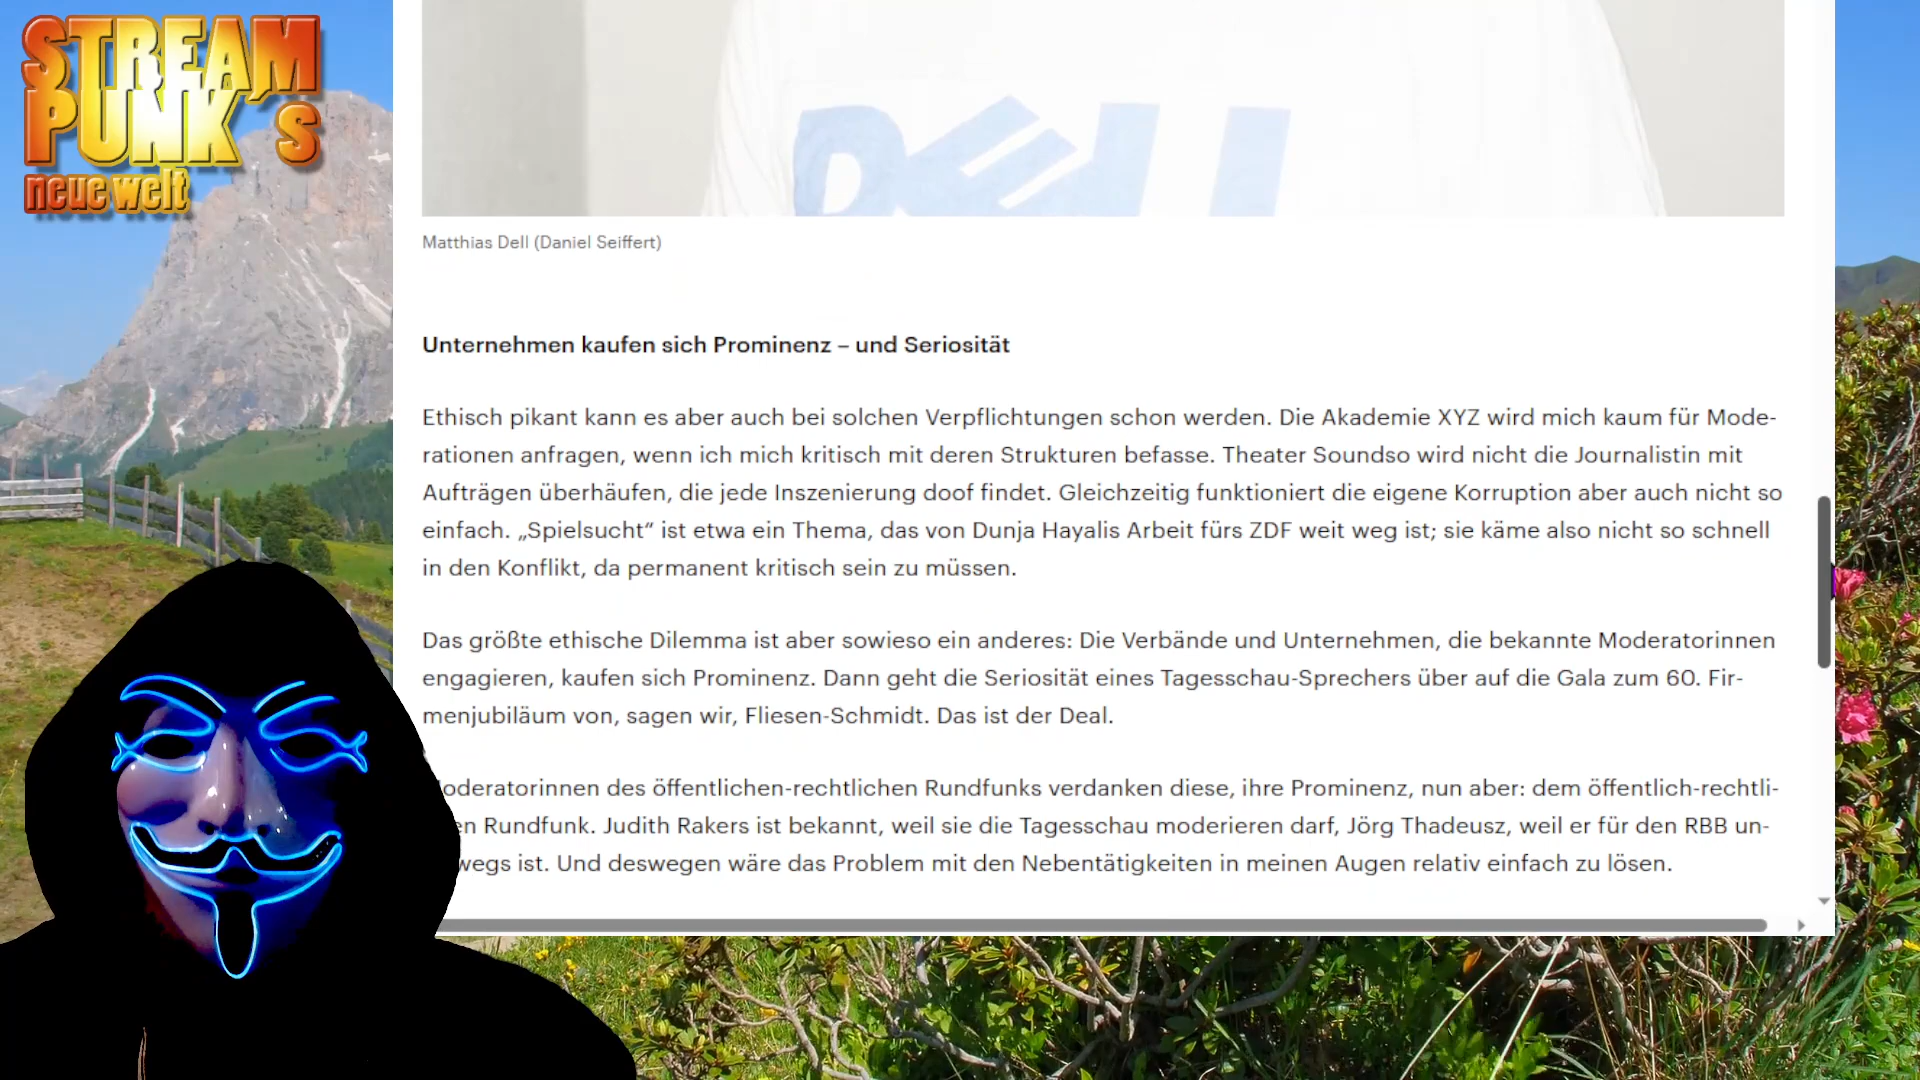 STREAM
PUNK´s
neue welt
DELL
Matthias Dell (Daniel Seiffert)
Unternehmen kaufen sich Prominenz – und Seriosität
Ethisch pikant kann es aber auch bei solchen Verpflichtungen schon werden. Die Akademie XYZ wird mich kaum für Mode-
rationen anfragen, wenn ich mich kritisch mit deren Strukturen befasse. Theater Soundso wird nicht die Journalistin mit
Aufträgen überhäufen, die jede Inszenierung doof findet. Gleichzeitig funktioniert die eigene Korruption aber auch nicht so
einfach. „Spielsucht“ ist etwa ein Thema, das von Dunja Hayalis Arbeit fürs ZDF weit weg ist; sie käme also nicht so schnell
in den Konflikt, da permanent kritisch sein zu müssen.
Das größte ethische Dilemma ist aber sowieso ein anderes: Die Verbände und Unternehmen, die bekannte Moderatorinnen
engagieren, kaufen sich Prominenz. Dann geht die Seriosität eines Tagesschau-Sprechers über auf die Gala zum 60. Fir-
menjubiläum von, sagen wir, Fliesen-Schmidt. Das ist der Deal.
oderatorinnen des öffentlichen-rechtlichen Rundfunks verdanken diese, ihre Prominenz, nun aber: dem öffentlich-rechtli-
en Rundfunk. Judith Rakers ist bekannt, weil sie die Tagesschau moderieren darf, Jörg Thadeusz, weil er für den RBB un-
wegs ist. Und deswegen wäre das Problem mit den Nebentätigkeiten in meinen Augen relativ einfach zu lösen.